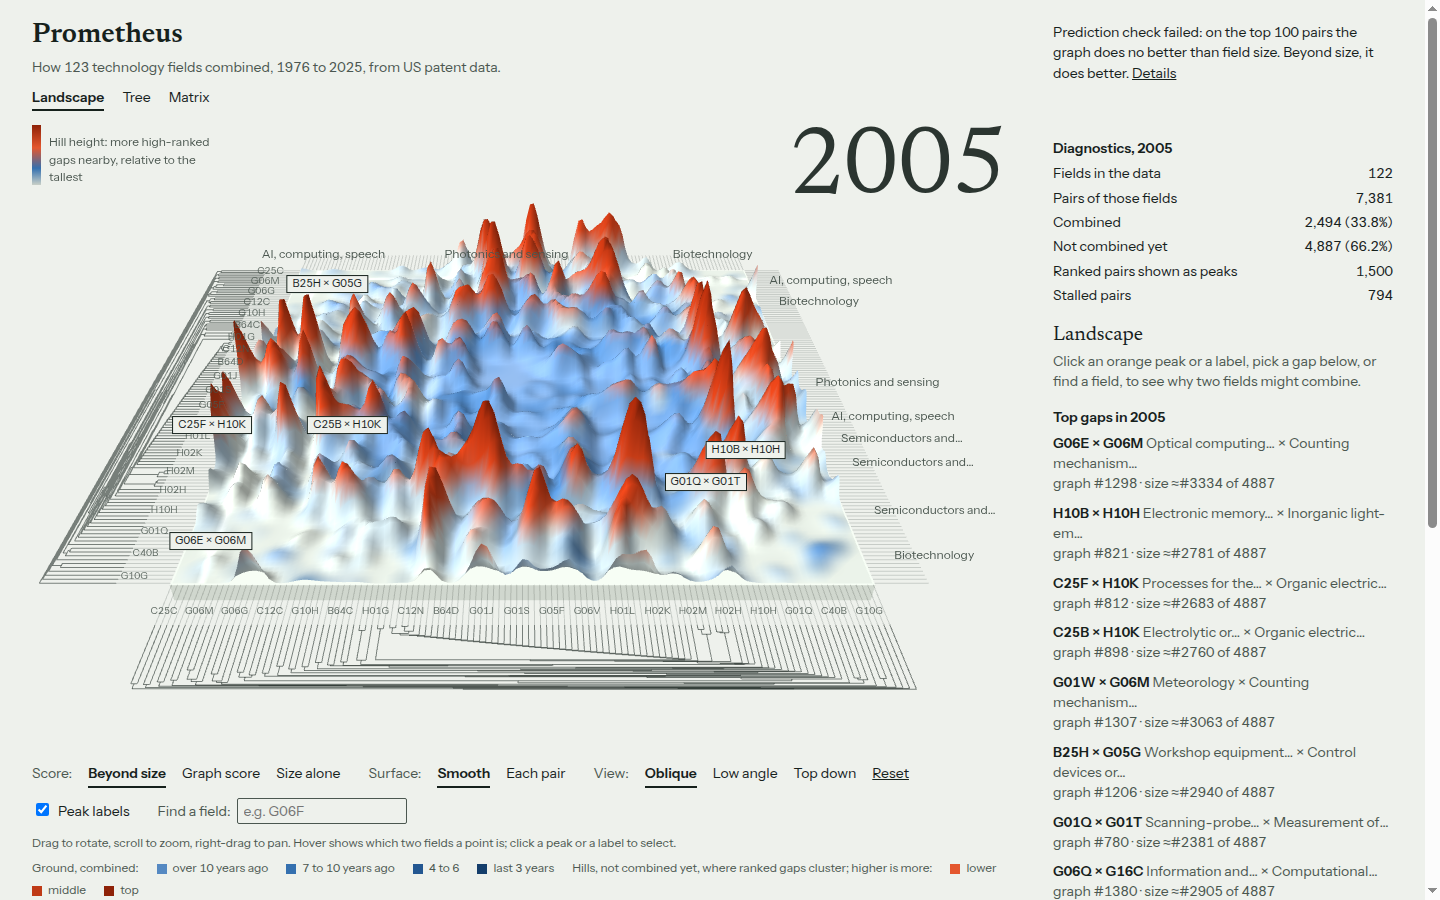 Prometheus
How 123 technology fields combined, 1976 to 2025, from US patent data.
Landscape Tree Matrix
Hill height: more high-ranked
gaps nearby, relative to the
tallest
2005
AI, computing, speech Photonics and sensing Biotechnology
C25C
G06M
G06G
C12C
G10H
B64C
B25H × G05G
AI, computing, speech
Biotechnology
Photonics and sensing
AI, computing, speech
Semiconductors and...
Semiconductors and...
Semiconductors and...
Biotechnology
C25F × H10K
C25B × H10K
H10B × H10H
G01Q × G01T
G06E × G06M
H01L
H02K
H02M
H02H
H10H
G01Q
C40B
G10G
C25C G06M G06G C12C G10H B64C H01G C12N B64D G01J G01S G05F G06V H01L H02K H02M H02H H10H G01Q C40B G10G
Score: Beyond size Graph score Size alone Surface: Smooth Each pair View: Oblique Low angle Top down Reset
Peak labels Find a field: e.g. G06F
Drag to rotate, scroll to zoom, right-drag to pan. Hover shows which two fields a point is; click a peak or a label to select.
Ground, combined: over 10 years ago 7 to 10 years ago 4 to 6 last 3 years Hills, not combined yet, where ranked gaps cluster; higher is more: lower
middle top
Prediction check failed: on the top 100 pairs the
graph does no better than field size. Beyond size, it
does better. Details
Diagnostics, 2005
Fields in the data 122
Pairs of those fields 7,381
Combined 2,494 (33.8%)
Not combined yet 4,887 (66.2%)
Ranked pairs shown as peaks 1,500
Stalled pairs 794
Landscape
Click an orange peak or a label, pick a gap below, or
find a field, to see why two fields might combine.
Top gaps in 2005
G06E × G06M Optical computing... × Counting
mechanism...
graph #1298 · size ≈#3334 of 4887
H10B × H10H Electronic memory... × Inorganic light-
em...
graph #821 · size ≈#2781 of 4887
C25F × H10K Processes for the... × Organic electric...
graph #812 · size ≈#2683 of 4887
C25B × H10K Electrolytic or... × Organic electric...
graph #898 · size ≈#2760 of 4887
G01W × G06M Meteorology × Counting
mechanism...
graph #1307 · size ≈#3063 of 4887
B25H × G05G Workshop equipment... × Control
devices or...
graph #1206 · size ≈#2940 of 4887
G01Q × G01T Scanning-probe... × Measurement of...
graph #780 · size ≈#2381 of 4887
G06Q × G16C Information and... × Computational...
graph #1380 · size ≈#2905 of 4887